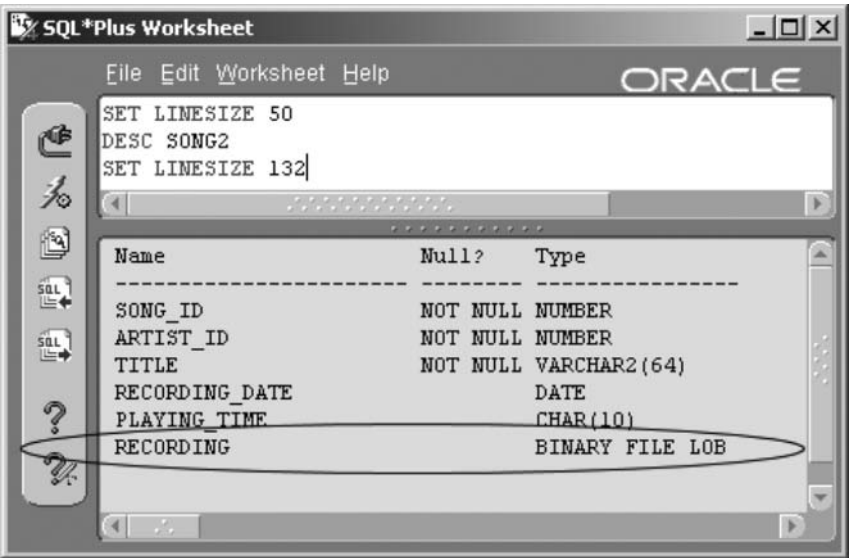 SQL*Plus Worksheet
File Edit Worksheet Help
ORACLE
SET LINESIZE 50
DESC SONG2
SET LINESIZE 132
Name Null? Type
----------------------- -------- ----------------
SONG_ID NOT NULL NUMBER
ARTIST_ID NOT NULL NUMBER
TITLE NOT NULL VARCHAR2(64)
RECORDING_DATE DATE
PLAYING_TIME CHAR(10)
RECORDING BINARY FILE LOB
SQL
SQL